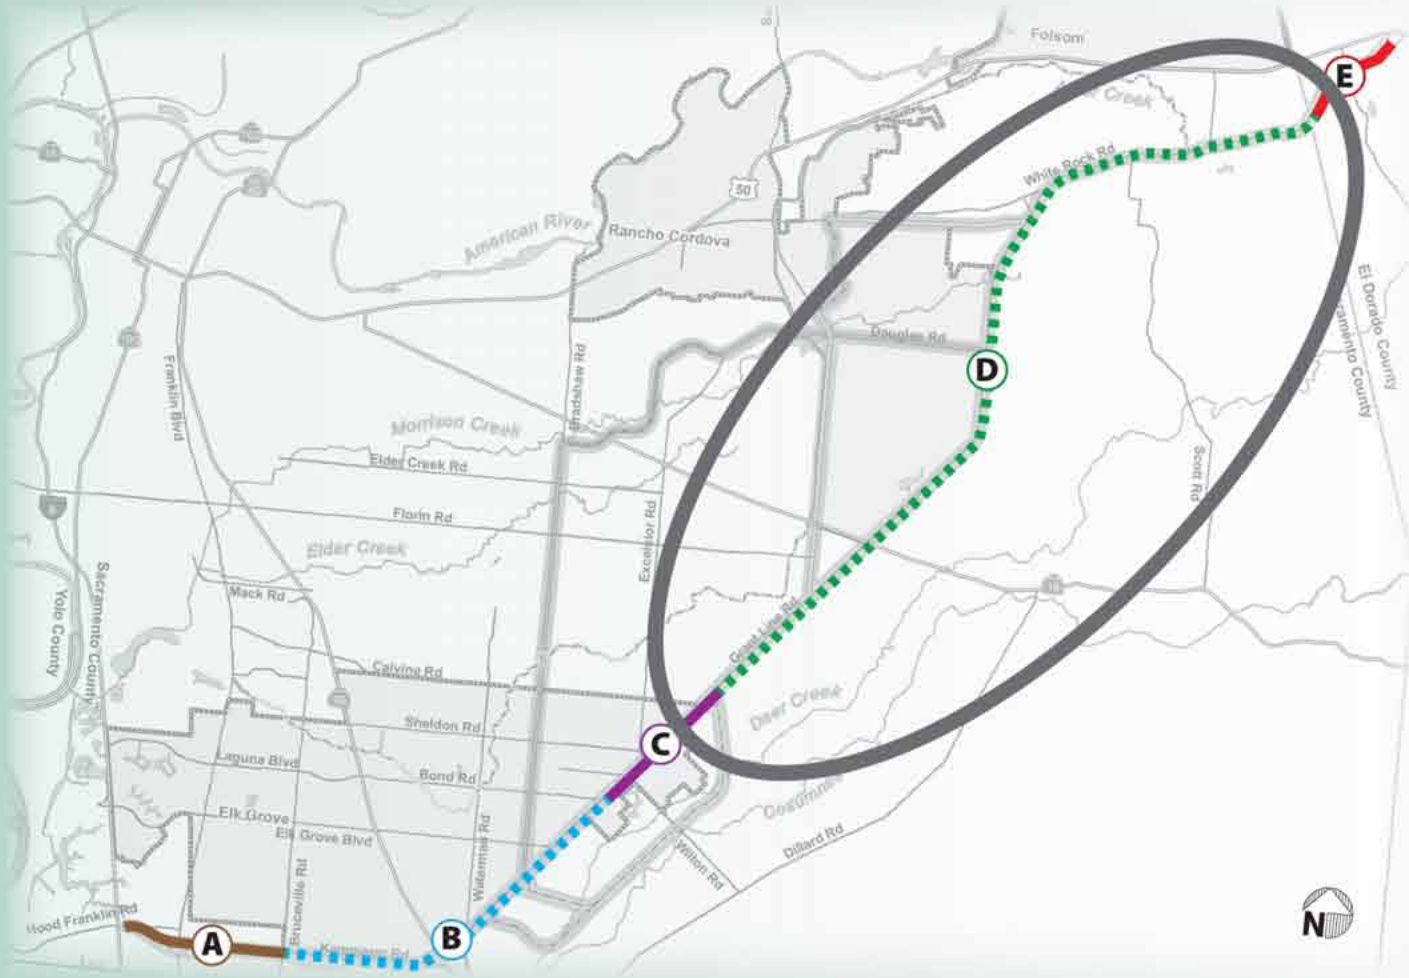 Folsom
E
Creek
White Rock Rd
50
American River
Rancho Cordova
El Dorado County
Sacramento County
Douglas Rd
D
Bradshaw Rd
Franklin Blvd
Morrison Creek
Elder Creek Rd
Scott Rd
Florin Rd
Excelsior Rd
Elder Creek
Mack Rd
Yolo County
Sacramento County
Grant Line Rd
Calvine Rd
Deer Creek
Sheldon Rd
C
Laguna Blvd
Bond Rd
Cosumnes
Elk Grove
Elk Grove Blvd
Waterman Rd
Dillard Rd
Wilton Rd
Hood Franklin Rd
Bruceville Rd
A
Kammerer Rd
B
N